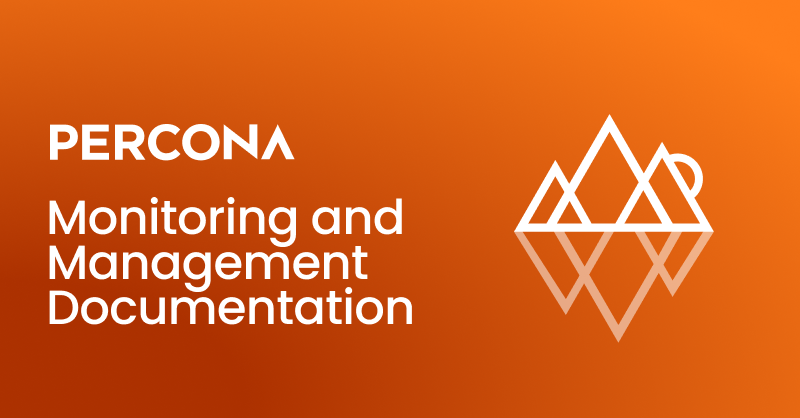 PERCONA
Monitoring and
Management
Documentation